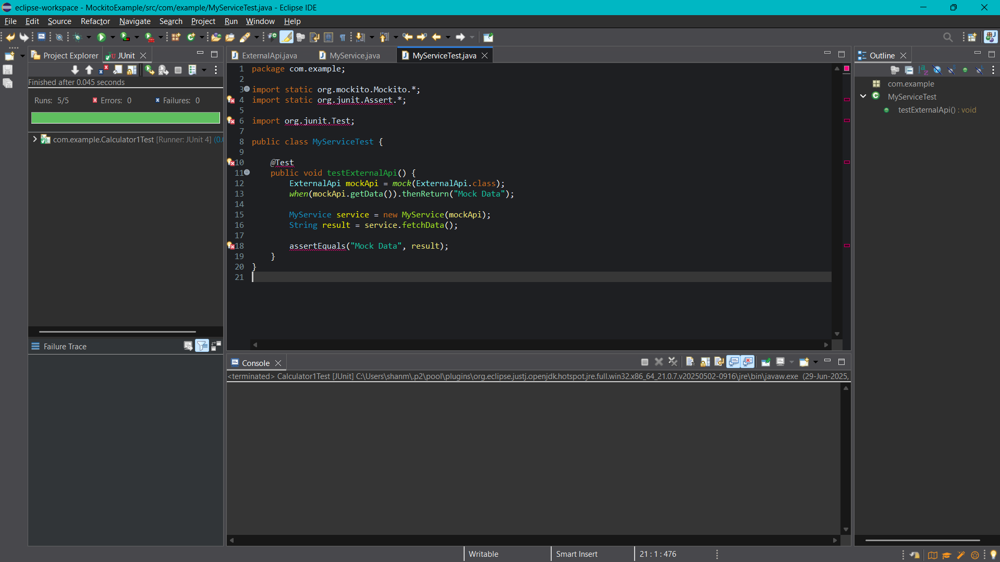 eclipse-workspace - MockitoExample/src/com/example/MyServiceTest.java - Eclipse IDE
File Edit Source Refactor Navigate Search Project Run Window Help
Project Explorer JUnit
Finished after 0.045 seconds
Runs: 5/5 Errors: 0 Failures: 0
com.example.Calculator1Test [Runner: JUnit 4] (0.0
Failure Trace
ExternalApi.java MyService.java MyServiceTest.java
1 package com.example;
2
3 import static org.mockito.Mockito.*;
4 import static org.junit.Assert.*;
5
6 import org.junit.Test;
7
8 public class MyServiceTest {
9
10 @Test
11 public void testExternalApi() {
12 ExternalApi mockApi = mock(ExternalApi.class);
13 when(mockApi.getData()).thenReturn("Mock Data");
14
15 MyService service = new MyService(mockApi);
16 String result = service.fetchData();
17
18 assertEquals("Mock Data", result);
19 }
20 }
21
Console
<terminated> Calculator1Test [JUnit] C:\Users\shanm\.p2\pool\plugins\org.eclipse.justj.openjdk.hotspot.jre.full.win32.x86_64_21.0.7.v20250502-0916\jre\bin\javaw.exe (29-Jun-2025,
Outline
com.example
MyServiceTest
testExternalApi() : void
Writable Smart Insert 21 : 1 : 476